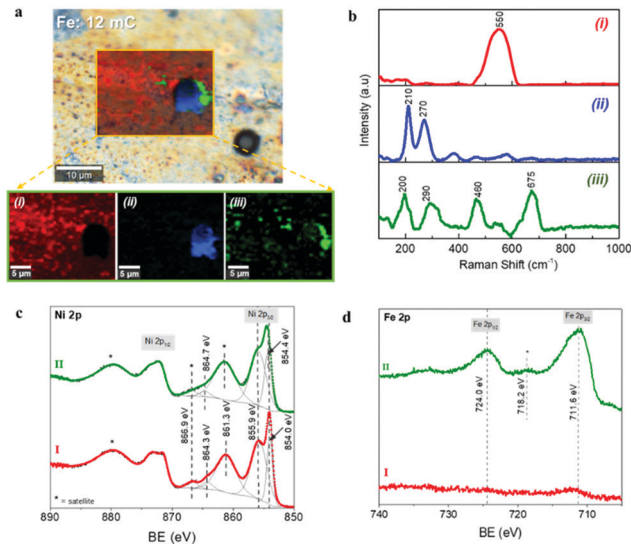 a
Fe: 12 mC
10 µm
(i)
5 µm
(ii)
5 µm
(iii)
5 µm
b
Intensity (a.u)
550
(i)
210
270
(ii)
200
290
460
675
(iii)
200 400 600 800 1000
Raman Shift (cm-1)
c
Ni 2p
Ni 2p1/2
Ni 2p3/2
II
*
*
864.7 eV
*
854.4 eV
866.9 eV
864.3 eV
861.3 eV
855.9 eV
854.0 eV
I
*
* = satellite
890 880 870 860 850
BE (eV)
d
Fe 2p
Fe 2p1/2
Fe 2p3/2
II
*
724.0 eV
718.2 eV
711.6 eV
I
740 730 720 710
BE (eV)